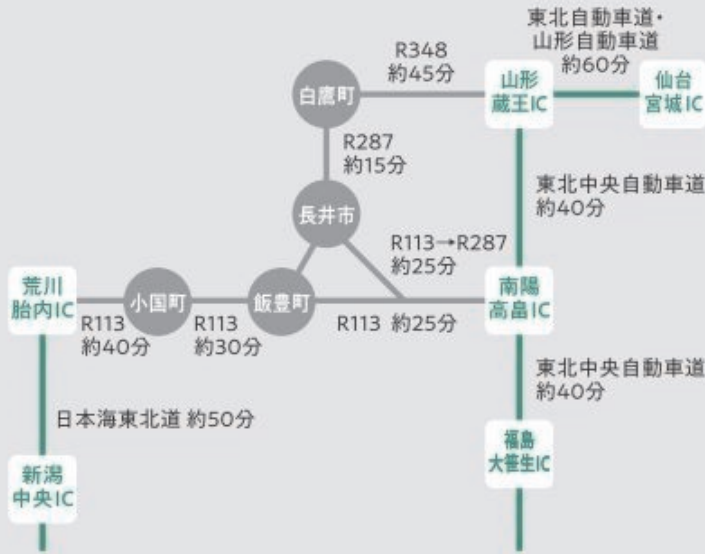 東北自動車道・
山形自動車道
約60分
R348
約45分
白鷹町
山形
蔵王IC
仙台
宮城IC
R287
約15分
東北中央自動車道
約40分
長井市
R113→R287
約25分
荒川
胎内IC
小国町
飯豊町
南陽
高畠IC
R113
約40分
R113
約30分
R113 約25分
東北中央自動車道
約40分
日本海東北道 約50分
福島
大笹生IC
新潟
中央IC